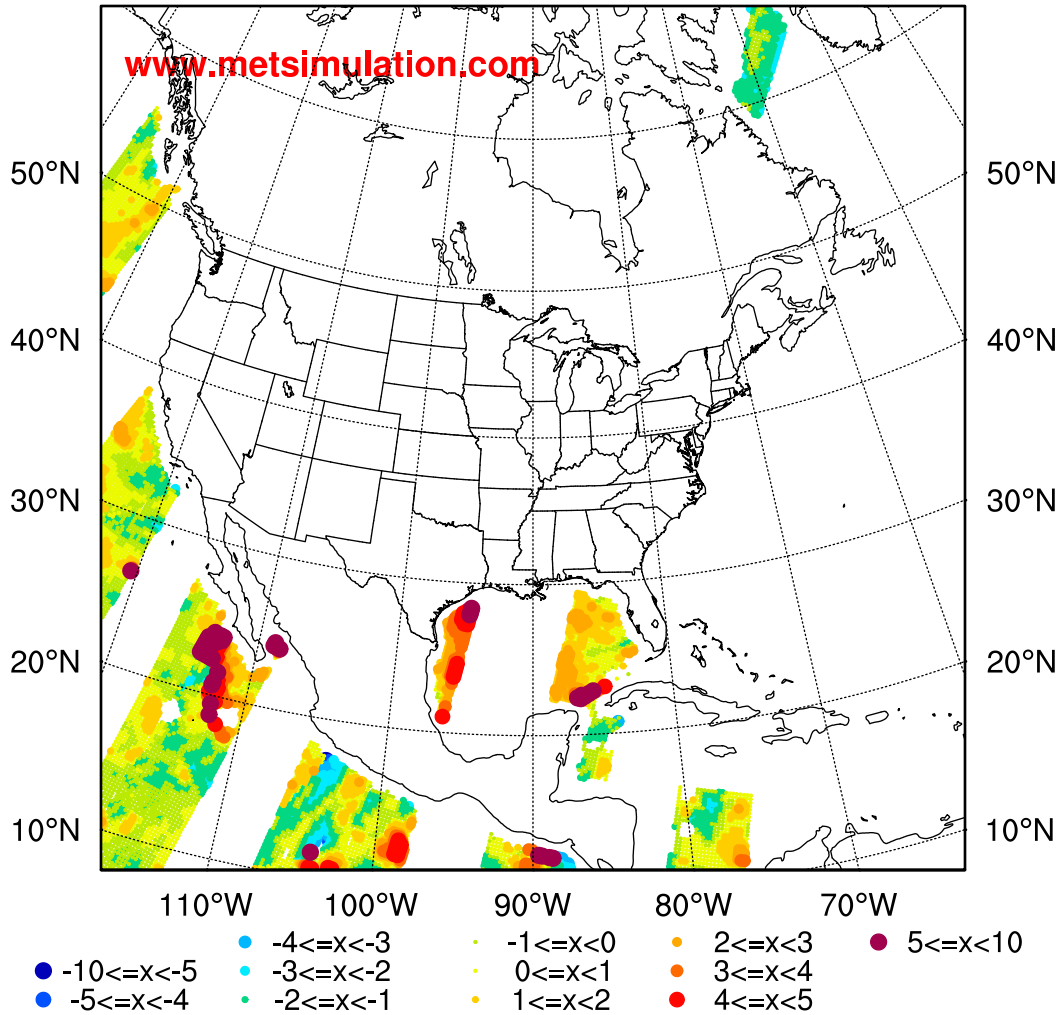 www.metsimulation.com
50°N 50°N
40°N 40°N
30°N 30°N
20°N 20°N
10°N 10°N
110°W 100°W 90°W 80°W 70°W
-4<=x<-3 -1<=x<0 2<=x<3 5<=x<10
-10<=x<-5 -3<=x<-2 0<=x<1 3<=x<4
-5<=x<-4 -2<=x<-1 1<=x<2 4<=x<5